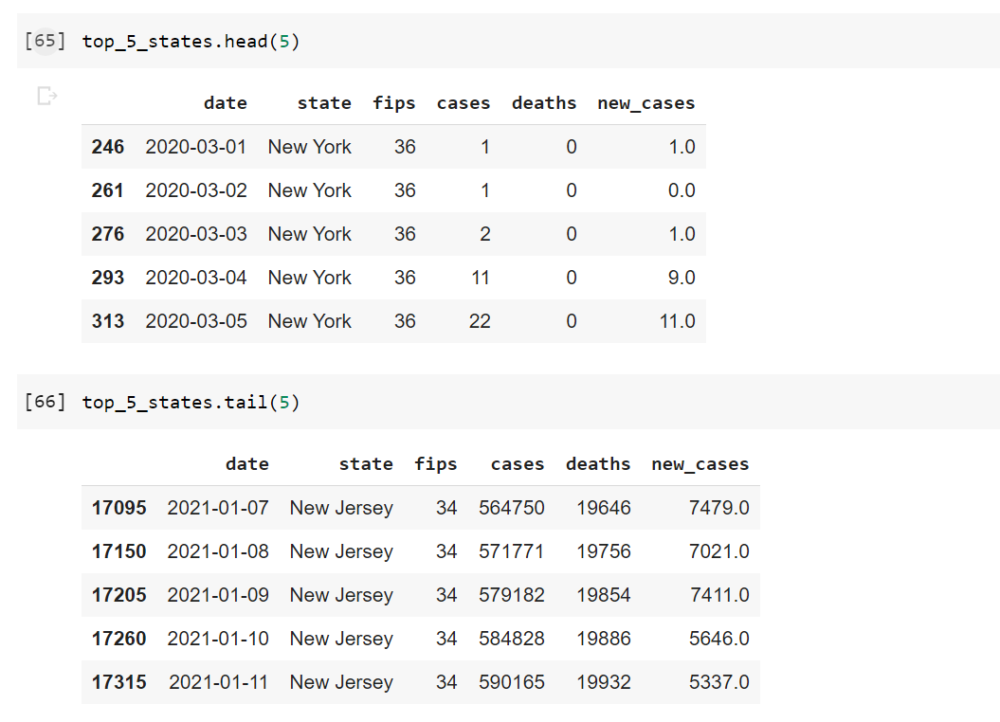 [65] top_5_states.head(5)
date state fips cases deaths new_cases
246 2020-03-01 New York 36 1 0 1.0
261 2020-03-02 New York 36 1 0 0.0
276 2020-03-03 New York 36 2 0 1.0
293 2020-03-04 New York 36 11 0 9.0
313 2020-03-05 New York 36 22 0 11.0
[66] top_5_states.tail(5)
date state fips cases deaths new_cases
17095 2021-01-07 New Jersey 34 564750 19646 7479.0
17150 2021-01-08 New Jersey 34 571771 19756 7021.0
17205 2021-01-09 New Jersey 34 579182 19854 7411.0
17260 2021-01-10 New Jersey 34 584828 19886 5646.0
17315 2021-01-11 New Jersey 34 590165 19932 5337.0